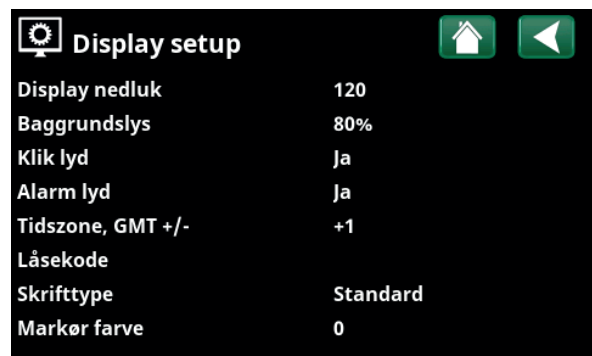 Display setup
Display nedluk 120
Baggrundslys 80%
Klik lyd Ja
Alarm lyd Ja
Tidszone, GMT +/- +1
Låsekode
Skrifttype Standard
Markør farve 0